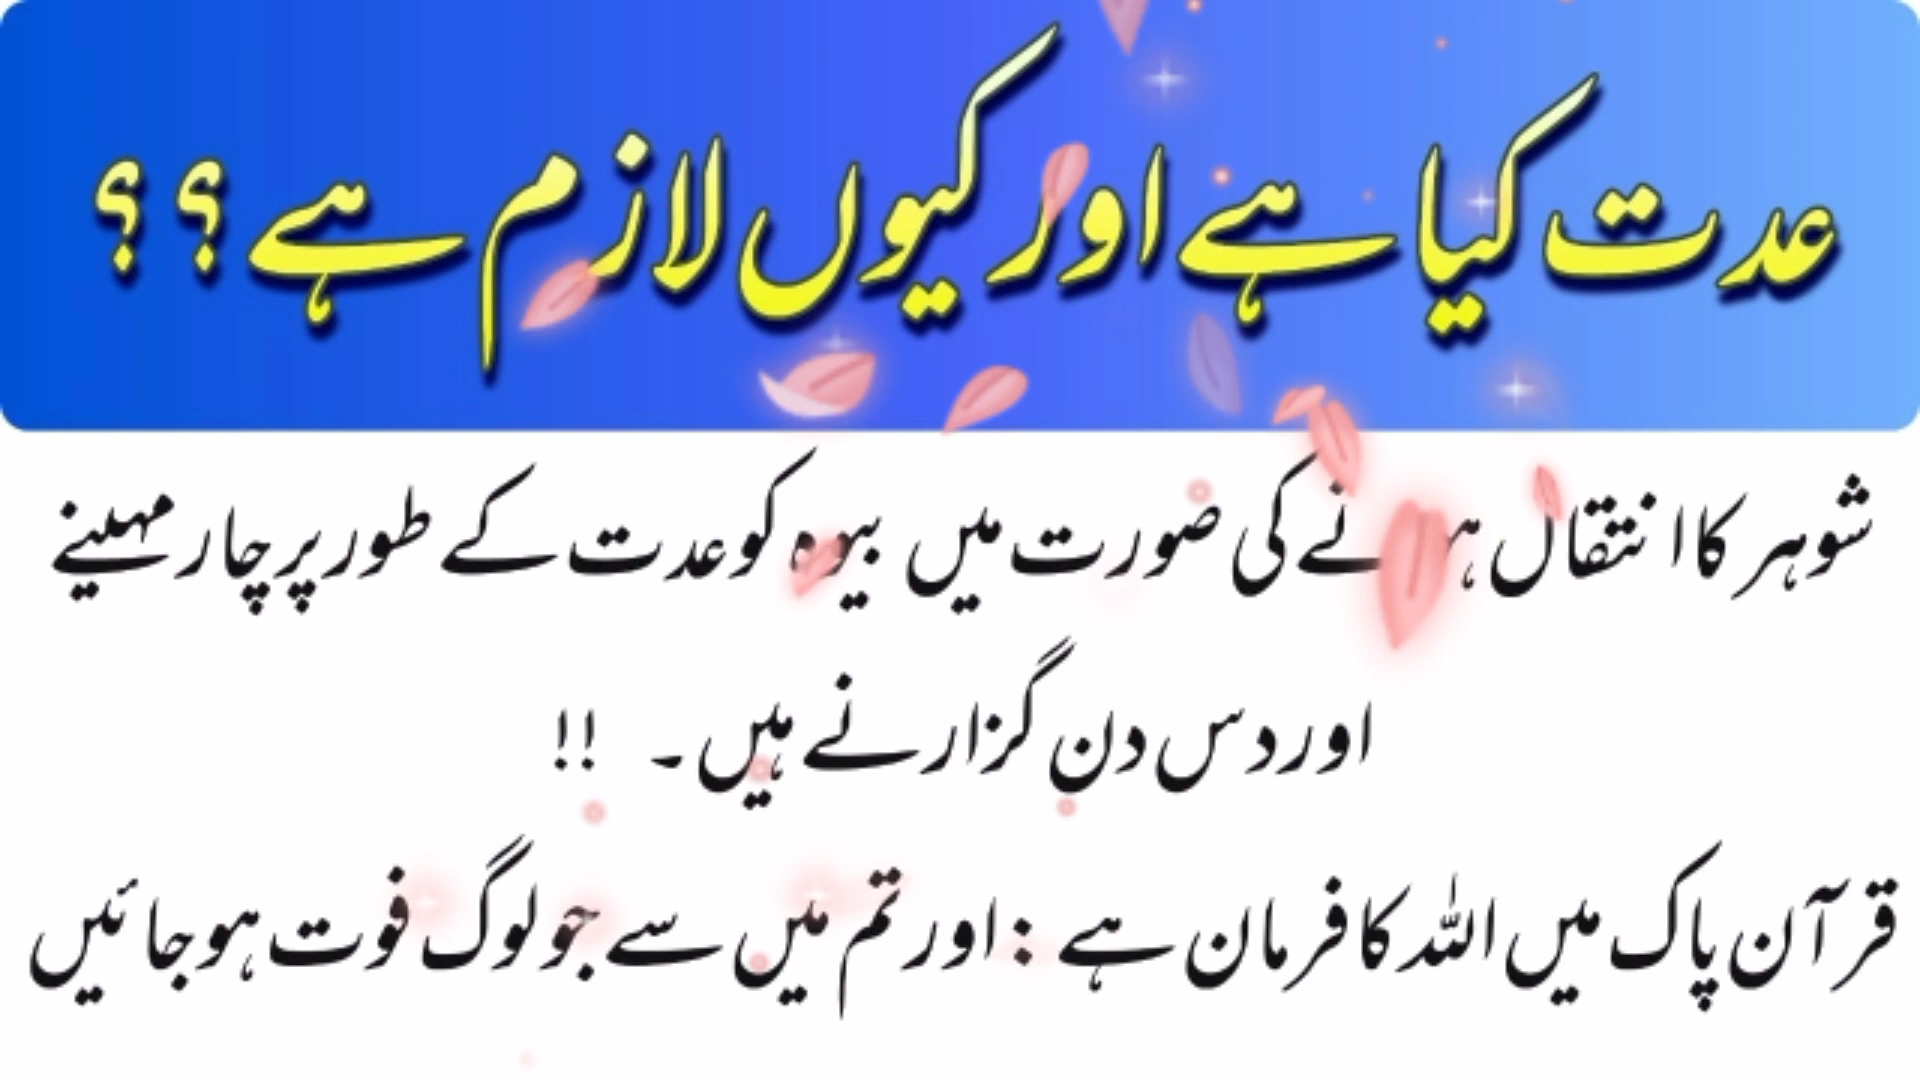 عدت کیا ہے اور کیوں لازم ہے ؟ ؟
شوہر کا انتقال ہونے کی صورت میں بیوہ کو عدت کے طور پر چار مہینے
اور دس دن گزارنے ہیں۔ !!
قرآن پاک میں اللہ کا فرمان ہے : اور تم میں سے جو لوگ فوت ہو جائیں